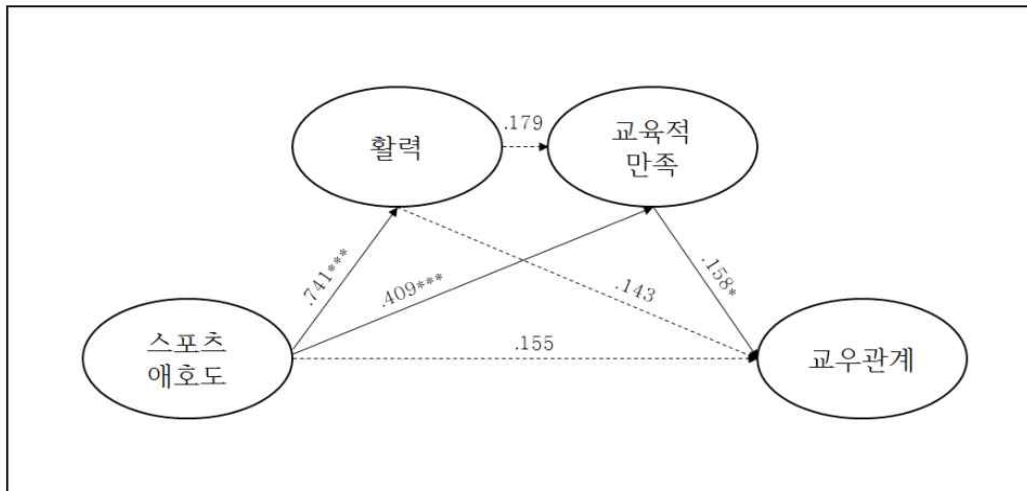 .179
활력
교육적
만족
.741***
.409***
.158*
.143
.155
스포츠
애호도
교우관계